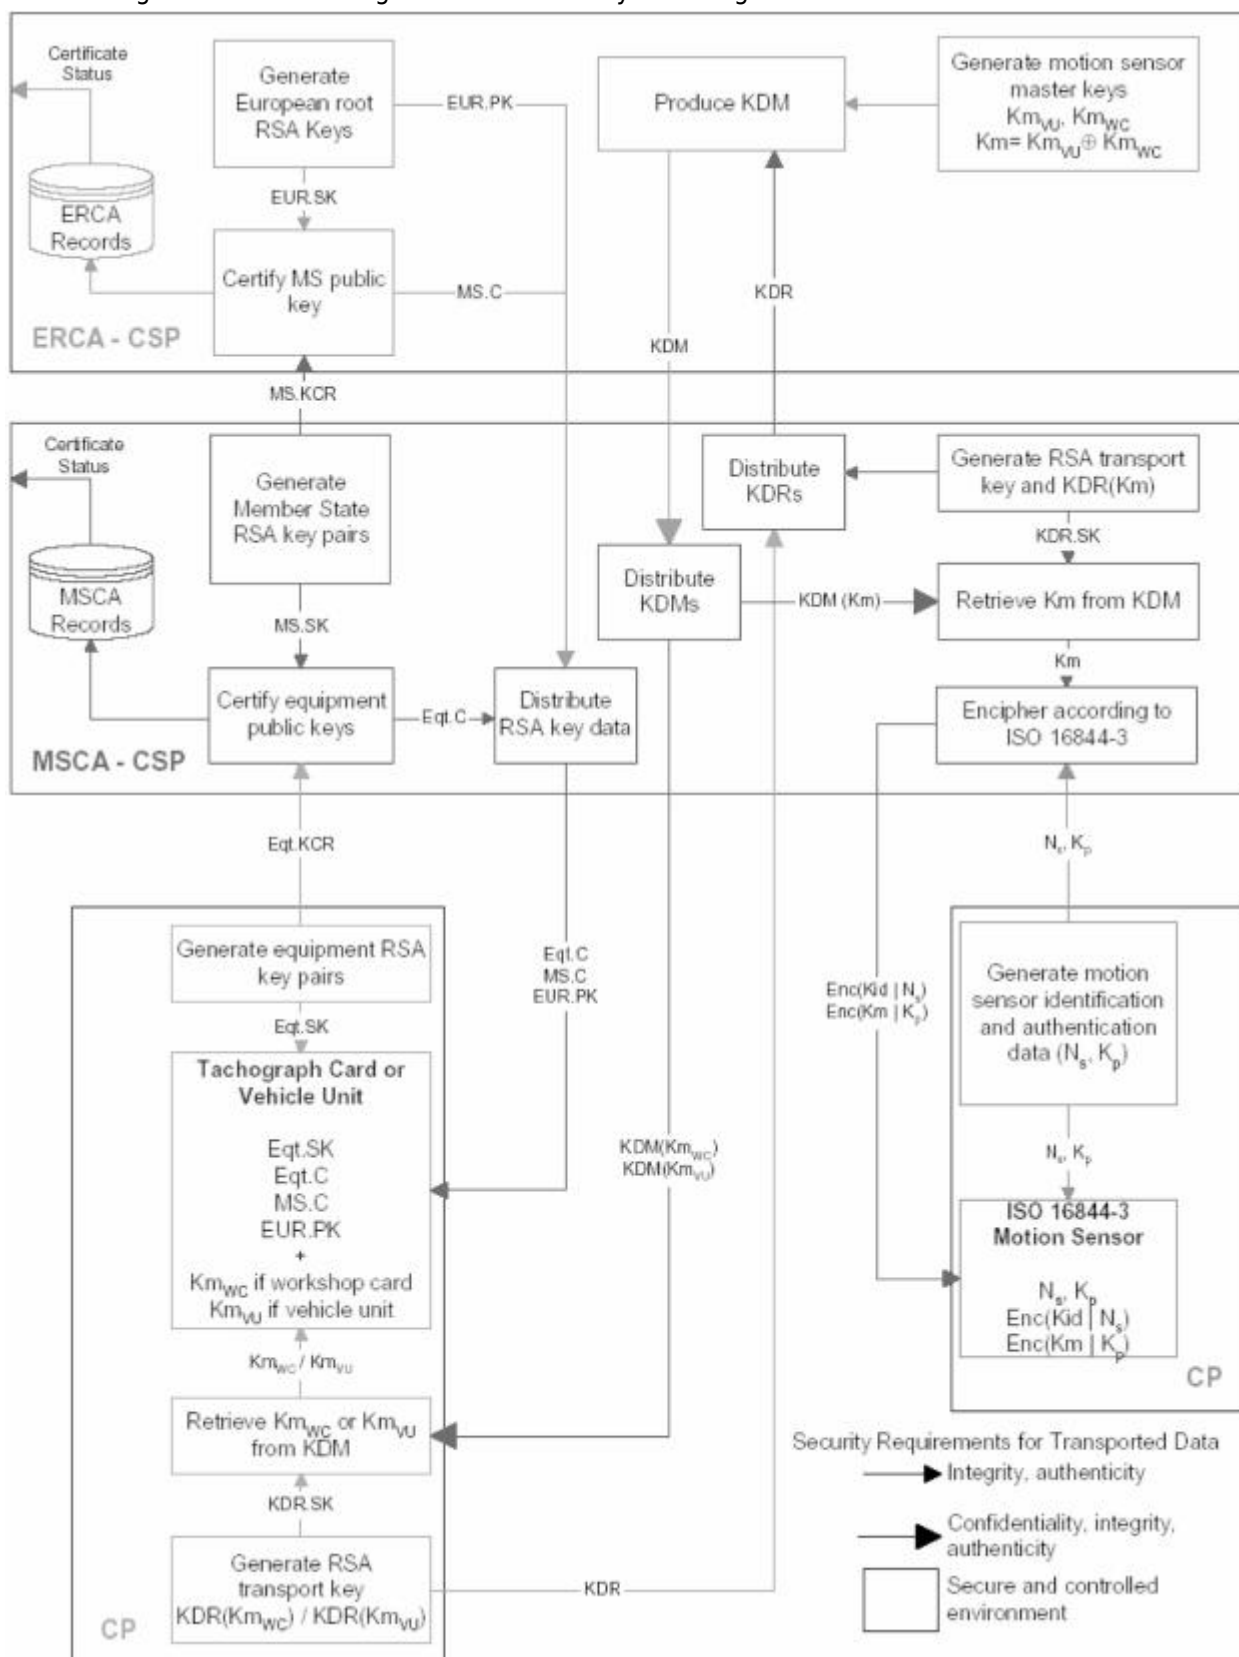 Certificate
Status
Generate
European root
RSA Keys
EUR.PK
Produce KDM
Generate motion sensor
master keys
Km_VU, Km_WC
Km= Km_VU ⊕ Km_WC
EUR.SK
ERCA
Records
Certify MS public
key
MS.C
KDR
KDM
ERCA - CSP
MS.KCR
Certificate
Status
Generate
Member State
RSA key pairs
Distribute
KDRs
Generate RSA transport
key and KDR(Km)
KDR.SK
MSCA
Records
Distribute
KDMs
KDM (Km)
Retrieve Km from KDM
MS.SK
Km
Certify equipment
public keys
Eqt.C
Distribute
RSA key data
Encipher according to
ISO 16844-3
MSCA - CSP
Eqt.KCR
N_s, K_p
Generate equipment RSA
key pairs
Eqt.C
MS.C
EUR.PK
Enc(Kid | N_s)
Enc(Km | K_p)
Generate motion
sensor identification
and authentication
data (N_s, K_p)
Eqt.SK
Tachograph Card or
Vehicle Unit
Eqt.SK
Eqt.C
MS.C
EUR.PK
+
Km_WC if workshop card
Km_VU if vehicle unit
KDM(Km_WC)
KDM(Km_VU)
N_s, K_p
ISO 16844-3
Motion Sensor
N_s, K_p
Enc(Kid | N_s)
Enc(Km | K_p)
CP
Km_WC / Km_VU
Retrieve Km_WC or Km_VU
from KDM
KDR.SK
Generate RSA
transport key
KDR(Km_WC) / KDR(Km_VU)
KDR
CP
Security Requirements for Transported Data
Integrity, authenticity
Confidentiality, integrity,
authenticity
Secure and controlled
environment